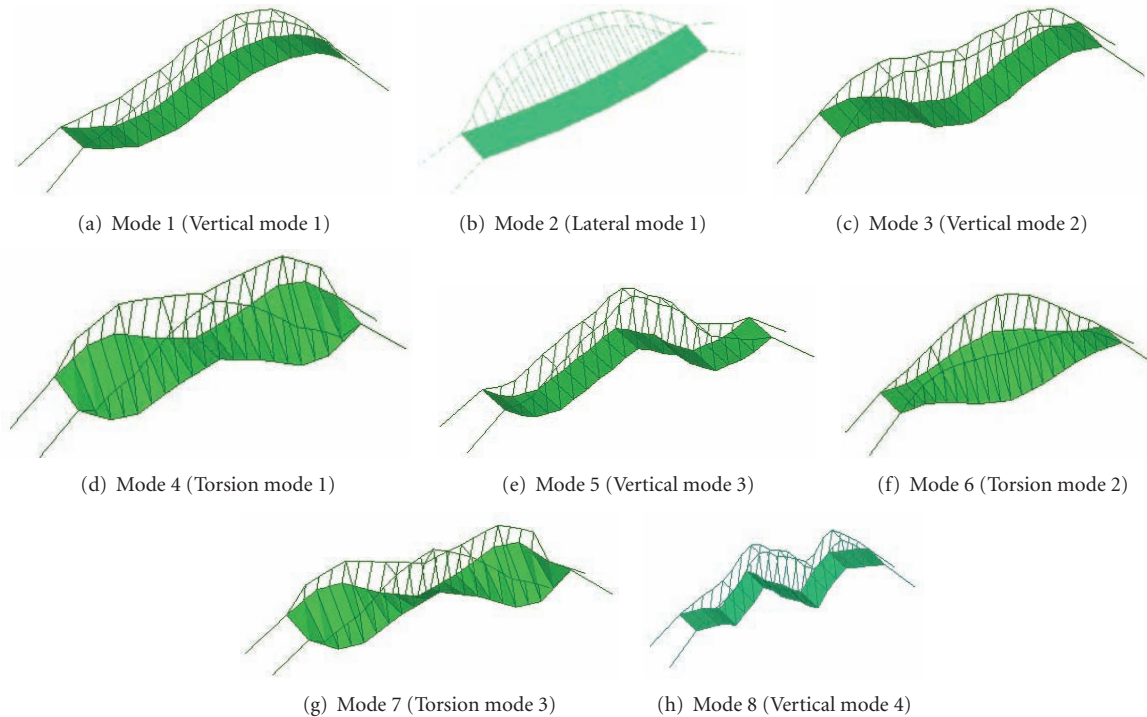 (a) Mode 1 (Vertical mode 1)
(b) Mode 2 (Lateral mode 1)
(c) Mode 3 (Vertical mode 2)
(d) Mode 4 (Torsion mode 1)
(e) Mode 5 (Vertical mode 3)
(f) Mode 6 (Torsion mode 2)
(g) Mode 7 (Torsion mode 3)
(h) Mode 8 (Vertical mode 4)